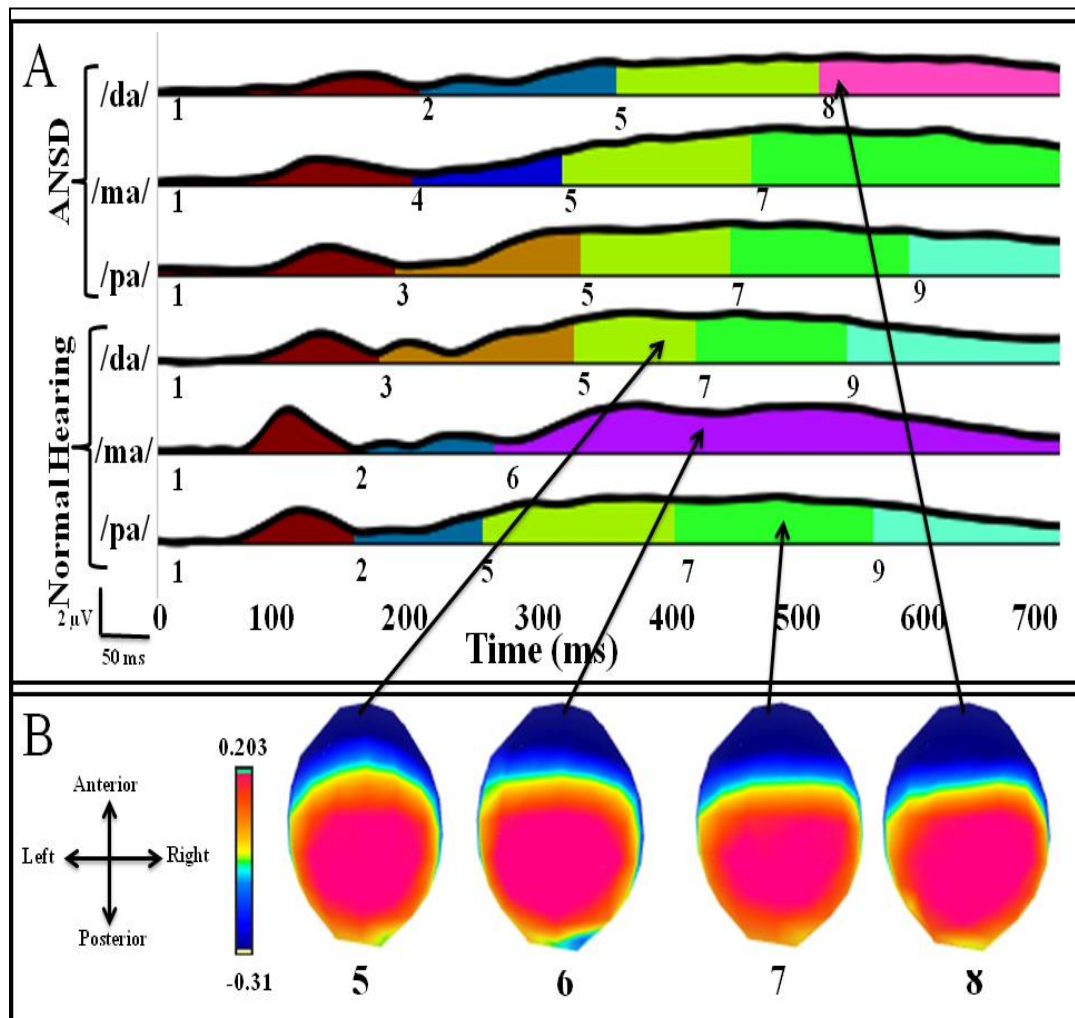 A
ANSD
/da/
1 2 5 8
/ma/
1 4 5 7
/pa/
1 3 5 7 9
Normal Hearing
/da/
1 3 5 7 9
/ma/
1 2 6
/pa/
1 2 5 7 9
2 µV
50 ms
0 100 200 300 400 500 600 700
Time (ms)
B
0.203
-0.31
Anterior
Left Right
Posterior
5 6 7 8